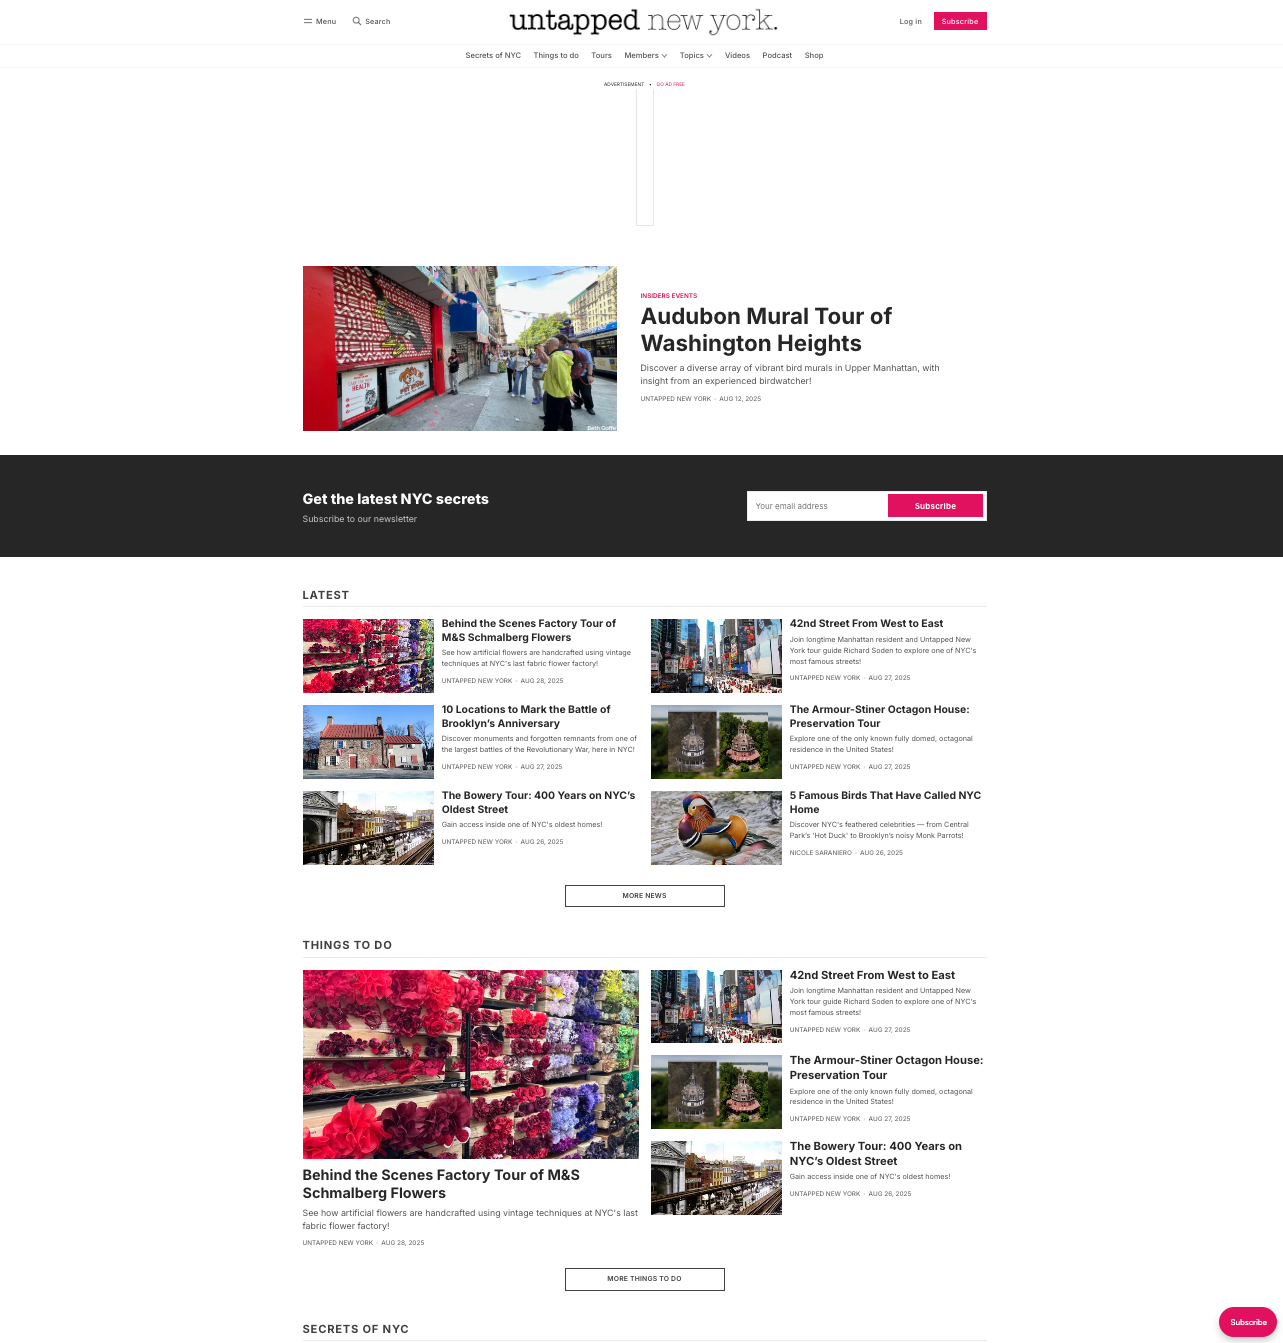 Menu
Search
untapped new york.
Log in
Subscribe
Secrets of NYC
Things to do
Tours
Members
Topics
Videos
Podcast
Shop
ADVERTISEMENT • GO AD FREE
HEALTH
Beth Goffe
INSIDERS EVENTS
Audubon Mural Tour of
Washington Heights
Discover a diverse array of vibrant bird murals in Upper Manhattan, with
insight from an experienced birdwatcher!
UNTAPPED NEW YORK - AUG 12, 2025
Get the latest NYC secrets
Subscribe to our newsletter
Your email address
Subscribe
LATEST
Behind the Scenes Factory Tour of
M&S Schmalberg Flowers
See how artificial flowers are handcrafted using vintage
techniques at NYC's last fabric flower factory!
UNTAPPED NEW YORK - AUG 28, 2025
42nd Street From West to East
Join longtime Manhattan resident and Untapped New
York tour guide Richard Soden to explore one of NYC's
most famous streets!
UNTAPPED NEW YORK - AUG 27, 2025
10 Locations to Mark the Battle of
Brooklyn’s Anniversary
Discover monuments and forgotten remnants from one of
the largest battles of the Revolutionary War, here in NYC!
UNTAPPED NEW YORK - AUG 27, 2025
The Armour-Stiner Octagon House:
Preservation Tour
Explore one of the only known fully domed, octagonal
residence in the United States!
UNTAPPED NEW YORK - AUG 27, 2025
The Bowery Tour: 400 Years on NYC’s
Oldest Street
Gain access inside one of NYC's oldest homes!
UNTAPPED NEW YORK - AUG 26, 2025
5 Famous Birds That Have Called NYC
Home
Discover NYC’s feathered celebrities — from Central
Park’s 'Hot Duck' to Brooklyn’s noisy Monk Parrots!
NICOLE SARANIERO - AUG 26, 2025
MORE NEWS
THINGS TO DO
Behind the Scenes Factory Tour of M&S
Schmalberg Flowers
See how artificial flowers are handcrafted using vintage techniques at NYC's last
fabric flower factory!
UNTAPPED NEW YORK - AUG 28, 2025
42nd Street From West to East
Join longtime Manhattan resident and Untapped New
York tour guide Richard Soden to explore one of NYC's
most famous streets!
UNTAPPED NEW YORK - AUG 27, 2025
The Armour-Stiner Octagon House:
Preservation Tour
Explore one of the only known fully domed, octagonal
residence in the United States!
UNTAPPED NEW YORK - AUG 27, 2025
The Bowery Tour: 400 Years on
NYC’s Oldest Street
Gain access inside one of NYC's oldest homes!
UNTAPPED NEW YORK - AUG 26, 2025
MORE THINGS TO DO
SECRETS OF NYC
Subscribe